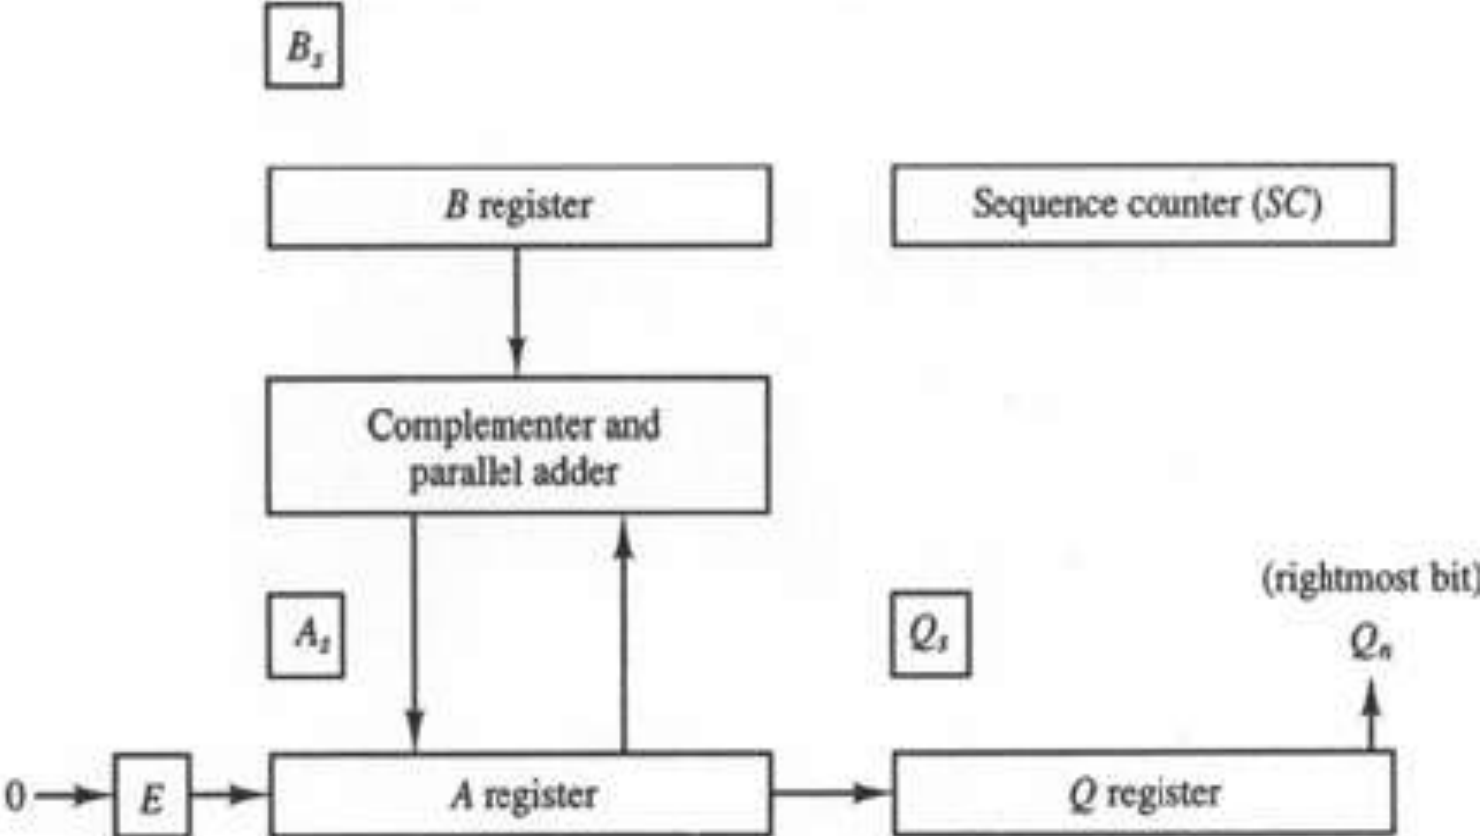 Bs
B register
Sequence counter (SC)
Complementer and
parallel adder
(rightmost bit)
As
Qs
Qn
0
E
A register
Q register